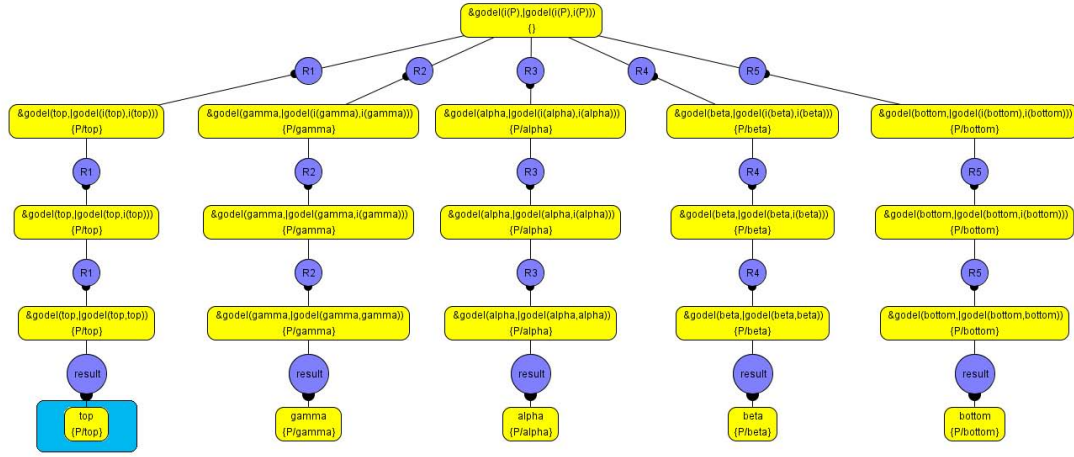 &godel(i(P),|godel(i(P),i(P)))
{}
R1 R2 R3 R4 R5
&godel(top,|godel(i(top),i(top))) &godel(gamma,|godel(i(gamma),i(gamma))) &godel(alpha,|godel(i(alpha),i(alpha))) &godel(beta,|godel(i(beta),i(beta))) &godel(bottom,|godel(i(bottom),i(bottom)))
{P/top} {P/gamma} {P/alpha} {P/beta} {P/bottom}
R1 R2 R3 R4 R5
&godel(top,|godel(top,i(top))) &godel(gamma,|godel(gamma,i(gamma))) &godel(alpha,|godel(alpha,i(alpha))) &godel(beta,|godel(beta,i(beta))) &godel(bottom,|godel(bottom,i(bottom)))
{P/top} {P/gamma} {P/alpha} {P/beta} {P/bottom}
R1 R2 R3 R4 R5
&godel(top,|godel(top,top)) &godel(gamma,|godel(gamma,gamma)) &godel(alpha,|godel(alpha,alpha)) &godel(beta,|godel(beta,beta)) &godel(bottom,|godel(bottom,bottom))
{P/top} {P/gamma} {P/alpha} {P/beta} {P/bottom}
result result result result result
top gamma alpha beta bottom
{P/top} {P/gamma} {P/alpha} {P/beta} {P/bottom}